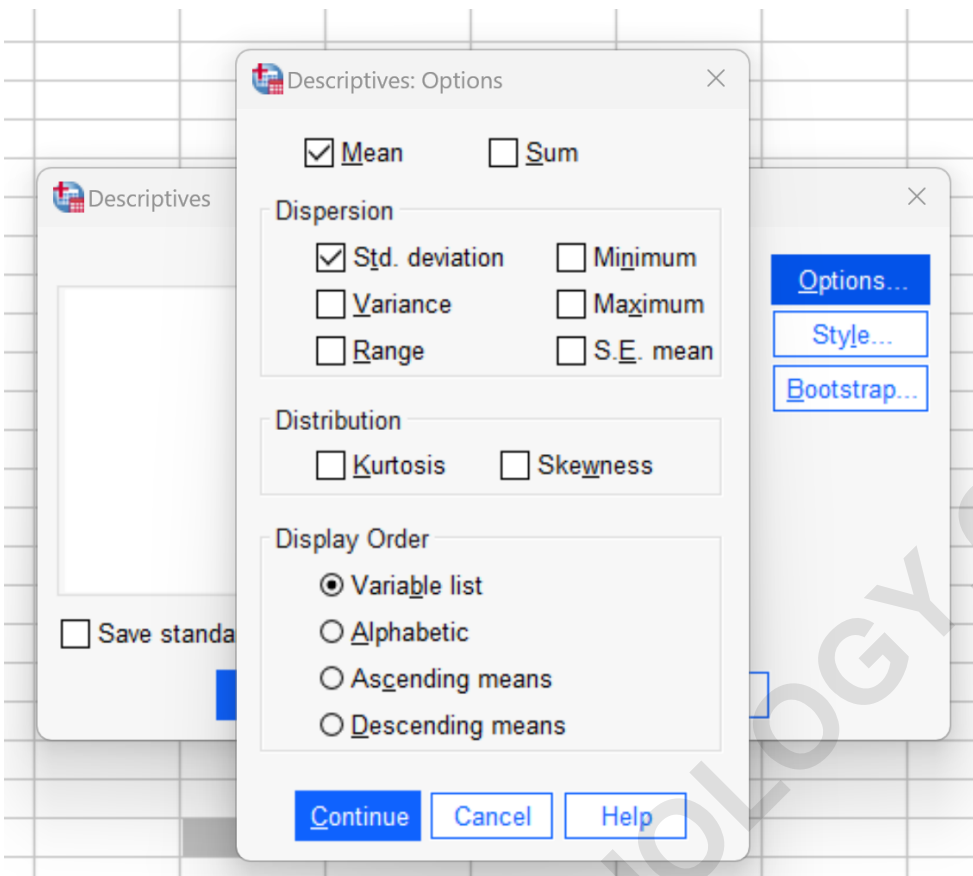 Descriptives: Options
Mean Sum
Descriptives
Dispersion
Std. deviation Minimum
Options...
Variance Maximum
Style...
Range S.E. mean
Bootstrap...
Distribution
Kurtosis Skewness
Display Order
Variable list
Alphabetic
Save
Ascending means
Descending means
Continue Cancel Help